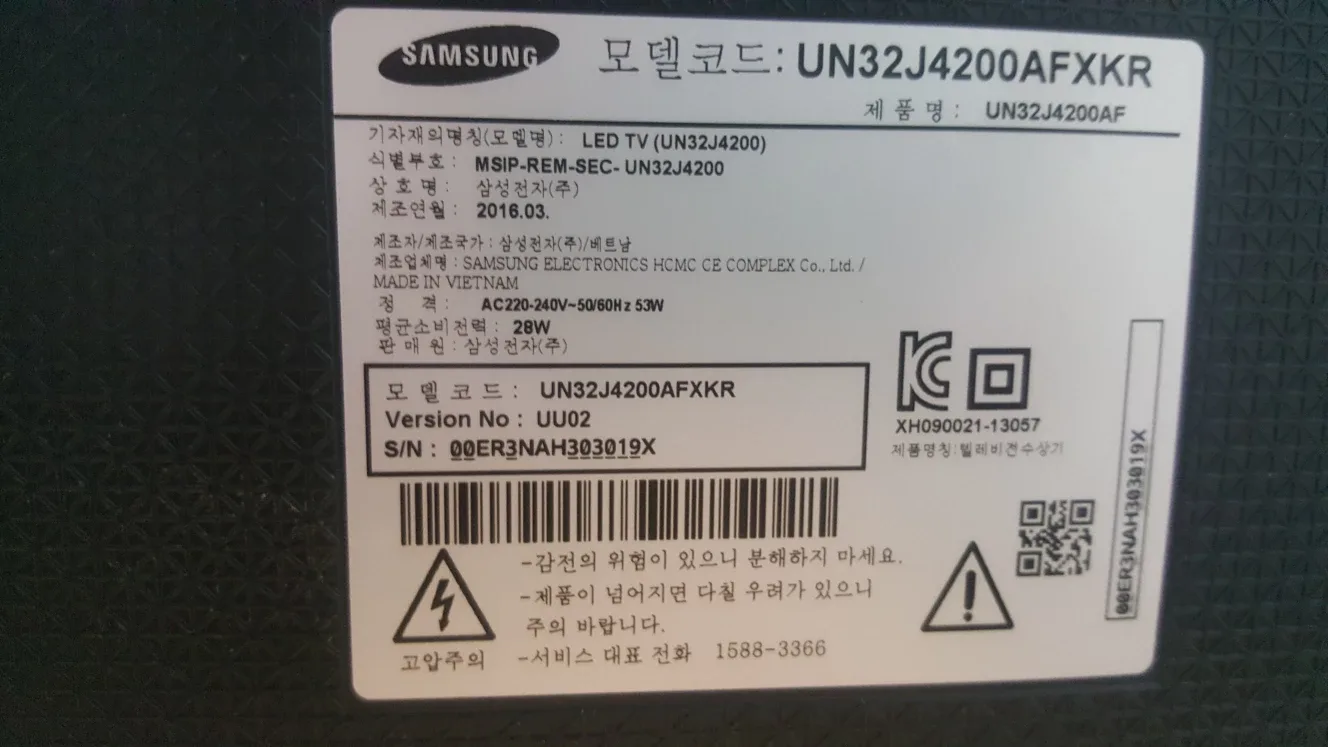 SAMSUNG 모델코드: UN32J4200AFXKR
제 품 명 : UN32J4200AF
기자재의명칭(모델명) : LED TV (UN32J4200)
식별부호 : MSIP-REM-SEC- UN32J4200
상 호 명 : 삼성전자(주)
제조연월 : 2016.03.
제조자/제조국가 : 삼성전자(주)/베트남
제조업체명 : SAMSUNG ELECTRONICS HCMC CE COMPLEX Co., Ltd. /
MADE IN VIETNAM
정 격 : AC220-240V~50/60Hz 53W
평균소비전력 : 28W
판 매 원 : 삼성전자(주)
모 델 코 드 : UN32J4200AFXKR
Version No : UU02
S/N : 00ER3NAH303019X
XH090021-13057
제품명칭:텔레비전수상기
00ER3NAH303019X
-감전의 위험이 있으니 분해하지 마세요.
-제품이 넘어지면 다칠 우려가 있으니
주의 바랍니다.
고압주의 -서비스 대표 전화 1588-3366